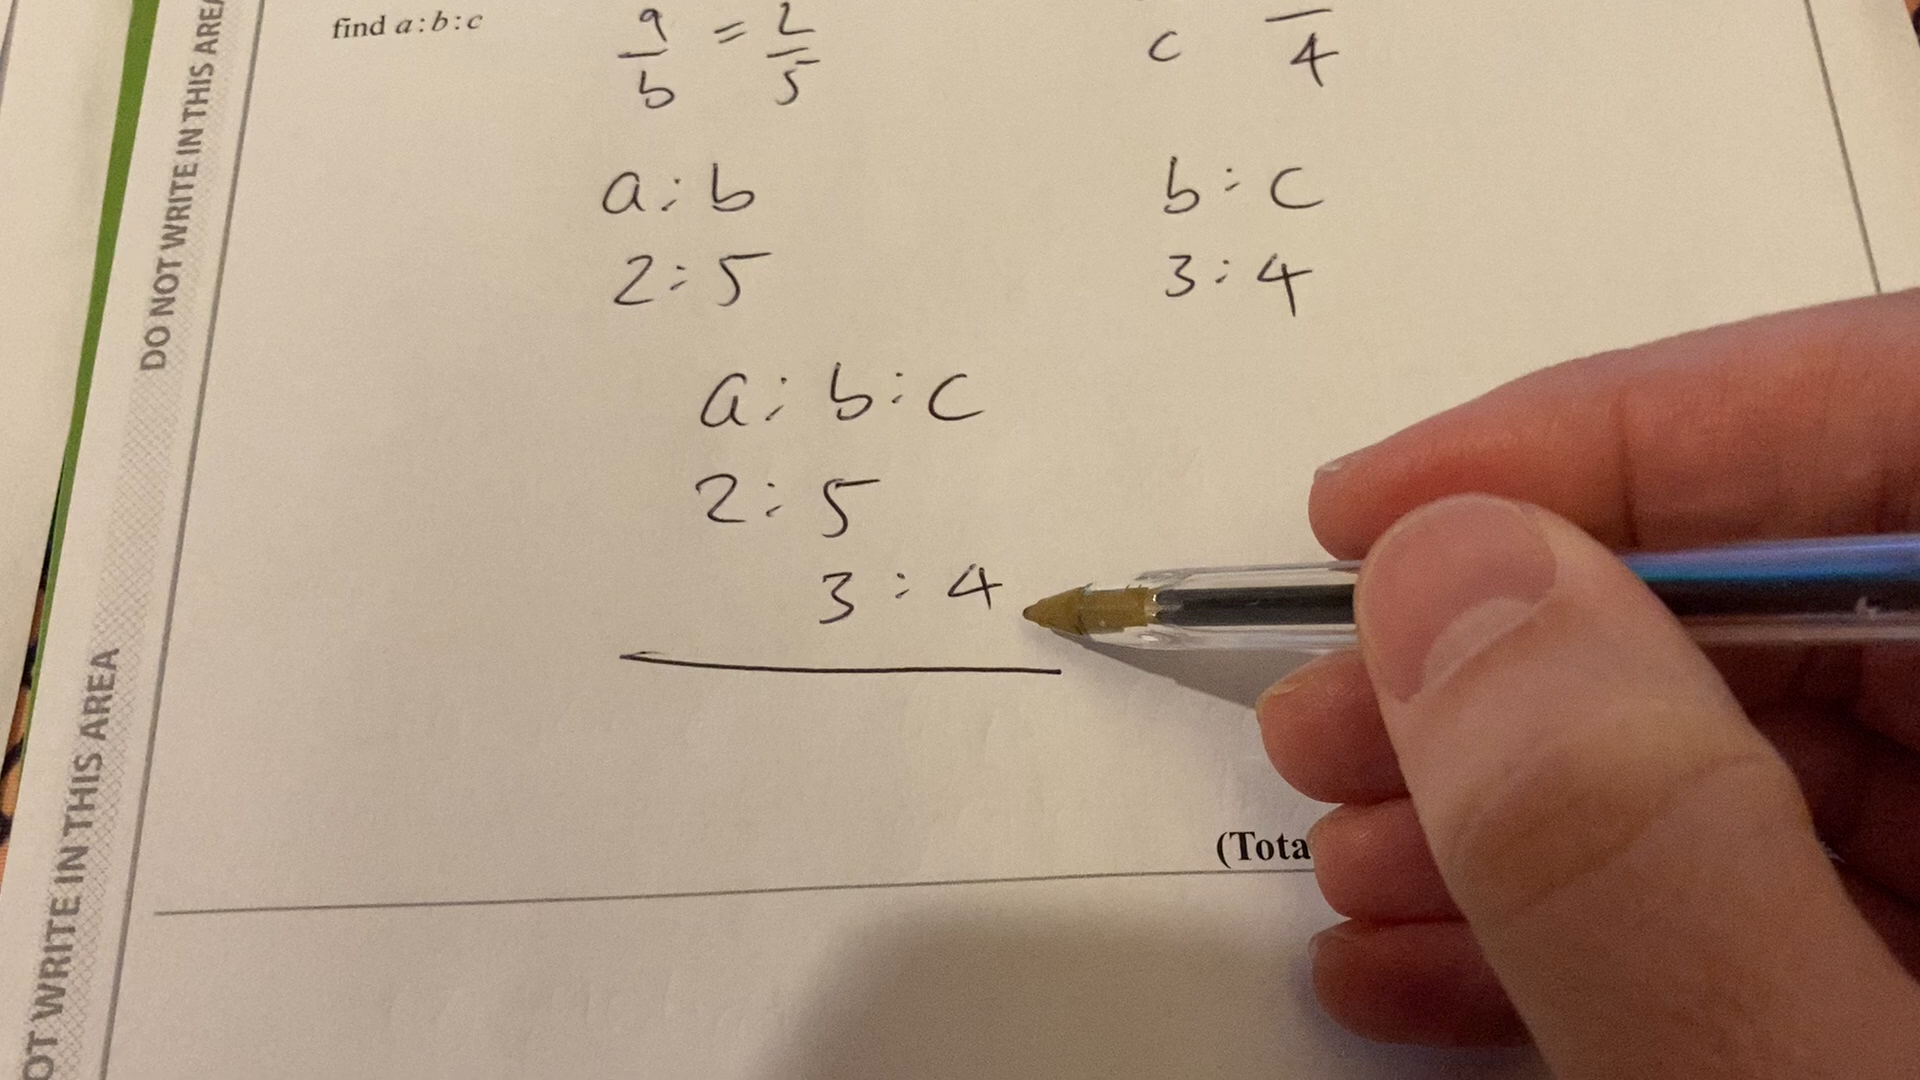 find a : b : c
a/b = 2/5
c 4
a : b
b : c
2 : 5
3 : 4
a : b : c
2 : 5
3 : 4
(Tota
DO NOT WRITE IN THIS AREA
OT WRITE IN THIS AREA